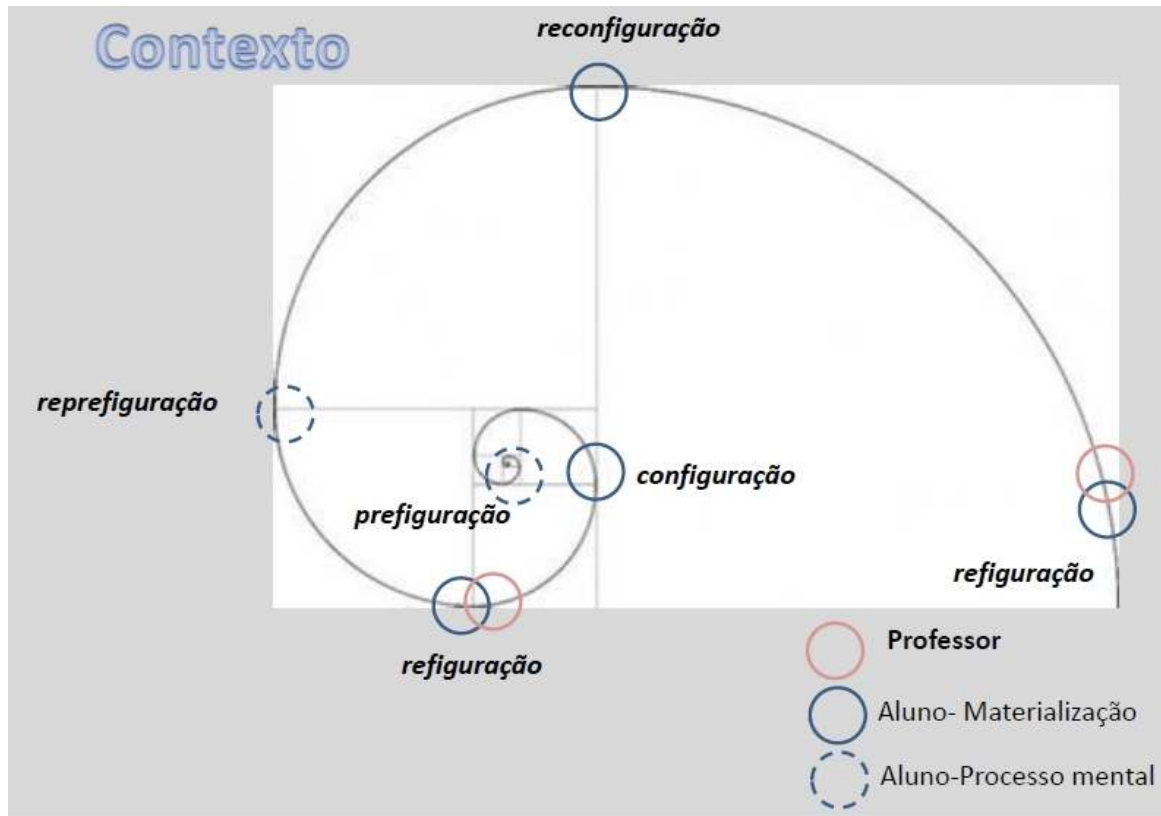 Contexto
reconfiguração
reprefiguração
configuração
prefiguração
refiguração
refiguração
Professor
Aluno- Materialização
Aluno-Processo mental